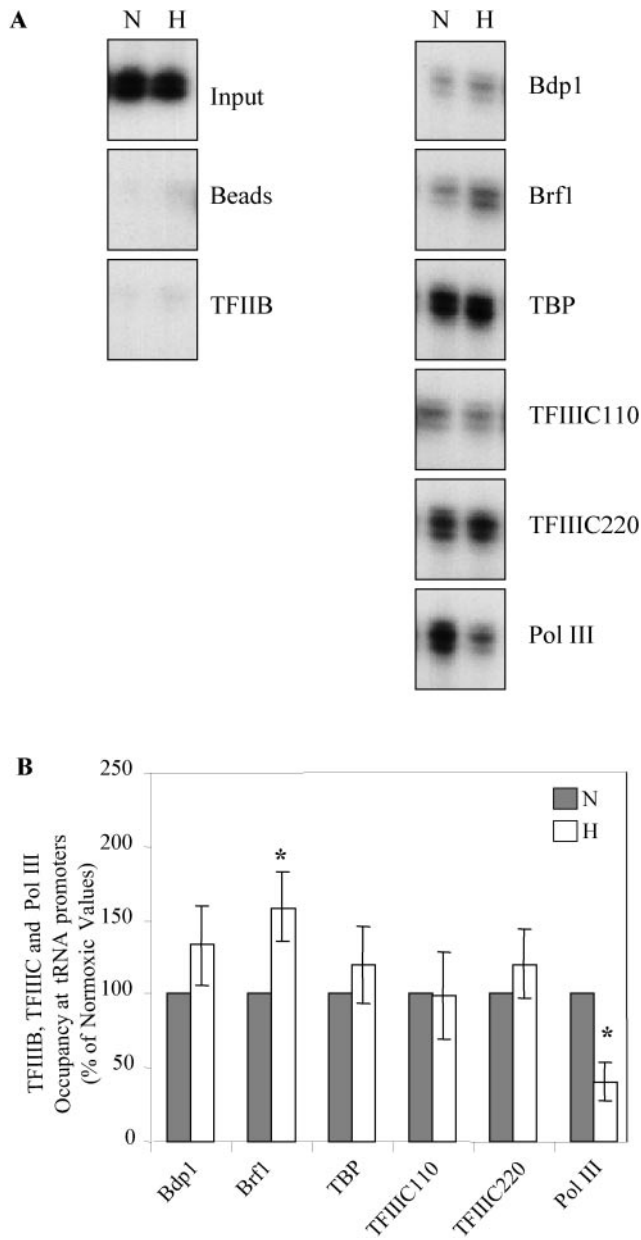 A
N H
Input
Beads
TFIIB
N H
Bdp1
Brf1
TBP
TFIIIC110
TFIIIC220
Pol III
B
TFIIIB, TFIIIC and Pol III
Occupancy at tRNA promoters
(% of Normoxic Values)
250
200
150
100
50
0
N
H
*
*
Bdp1
Brf1
TBP
TFIIIC110
TFIIIC220
Pol III